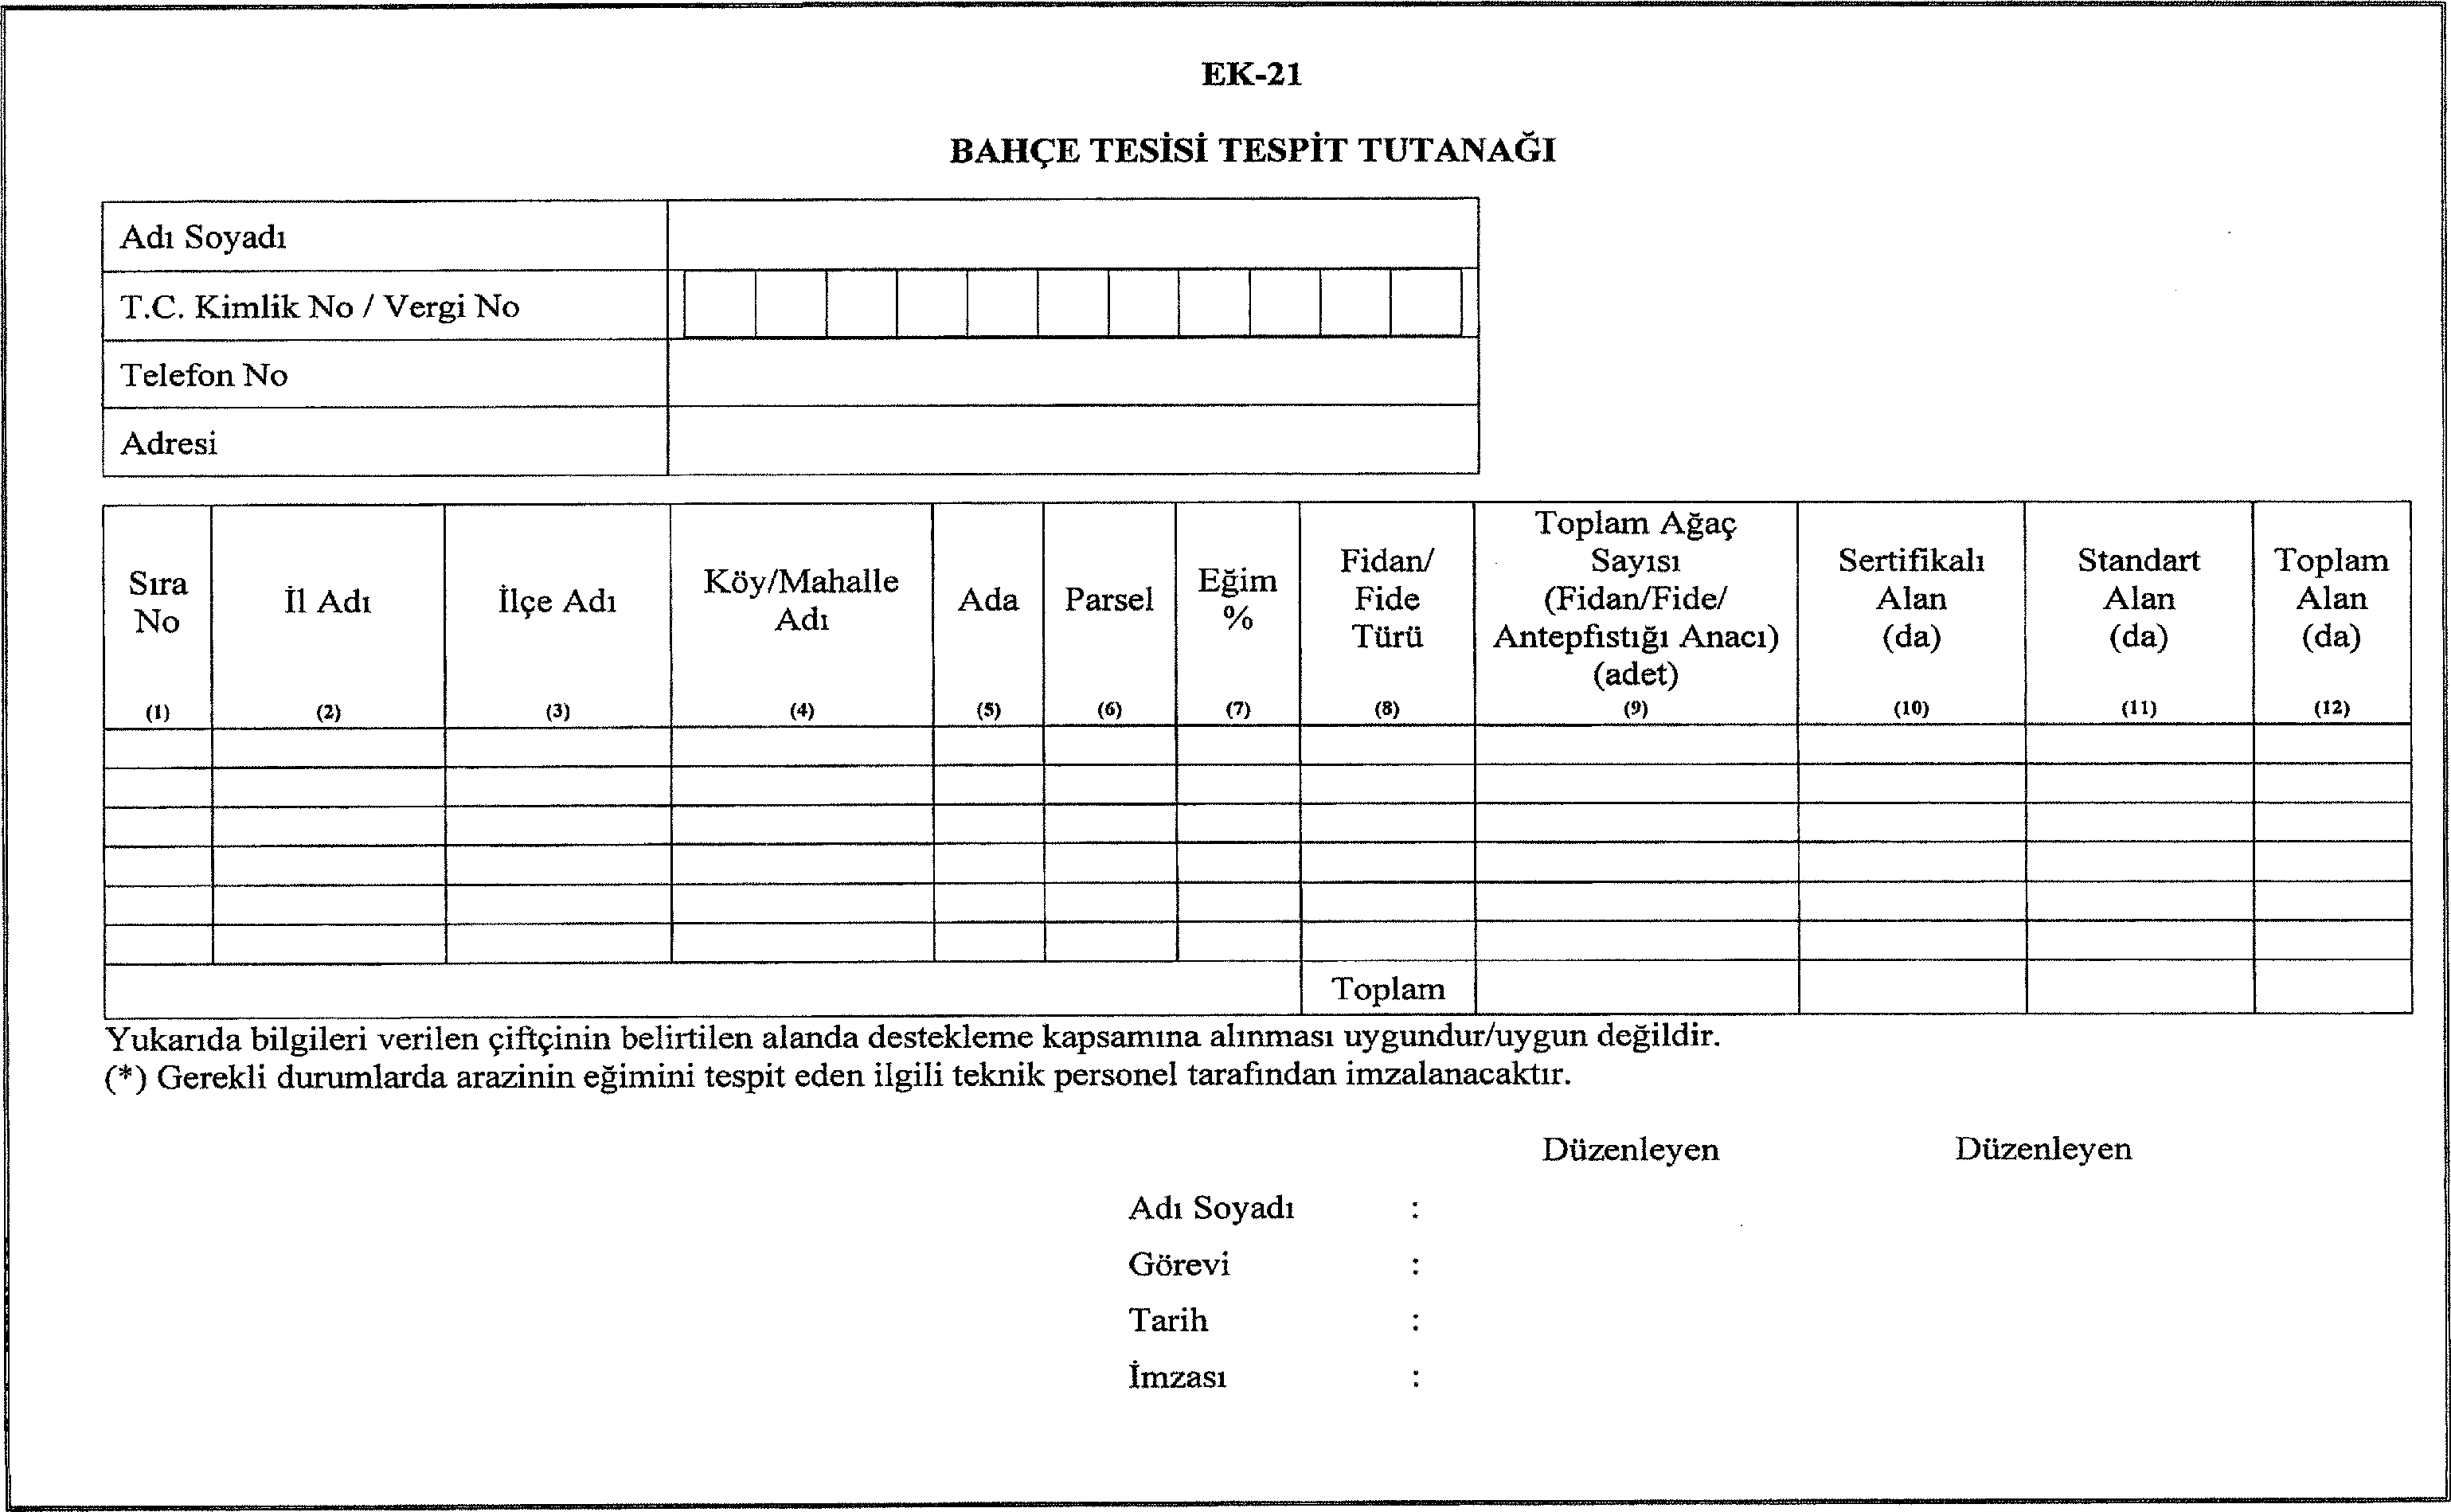 EK-21
BAHÇE TESİSİ TESPİT TUTANAĞI
Adı Soyadı
T.C. Kimlik No / Vergi No
Telefon No
Adresi
Sıra No (1)
İl Adı (2)
İlçe Adı (3)
Köy/Mahalle Adı (4)
Ada (5)
Parsel (6)
Eğim % (7)
Fidan/ Fide Türü (8)
Toplam Ağaç Sayısı (Fidan/Fide/ Antepfıstığı Anacı) (adet) (9)
Sertifikalı Alan (da) (10)
Standart Alan (da) (11)
Toplam Alan (da) (12)
Toplam
Yukarıda bilgileri verilen çiftçinin belirtilen alanda destekleme kapsamına alınması uygundur/uygun değildir.
(*) Gerekli durumlarda arazinin eğimini tespit eden ilgili teknik personel tarafından imzalanacaktır.
Düzenleyen Düzenleyen
Adı Soyadı :
Görevi :
Tarih :
İmzası :